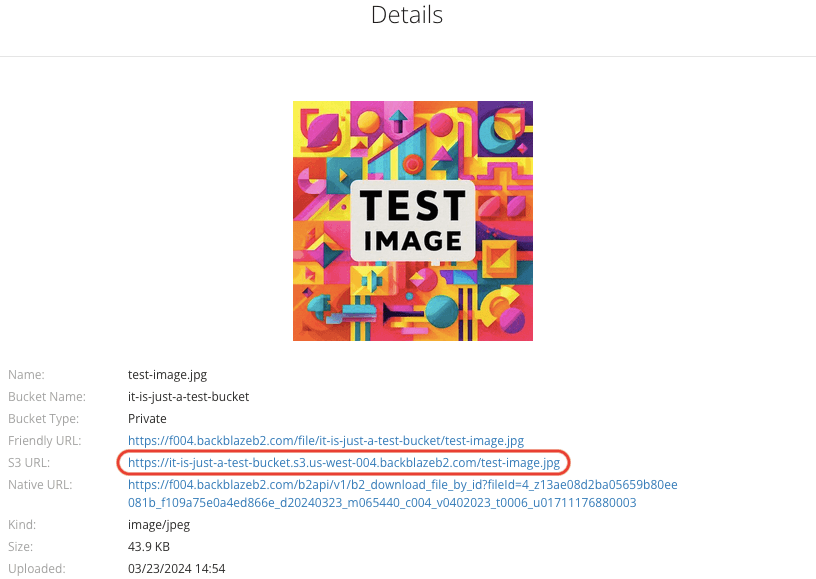 Details
TEST
IMAGE
Name: test-image.jpg
Bucket Name: it-is-just-a-test-bucket
Bucket Type: Private
Friendly URL: https://f004.backblazeb2.com/file/it-is-just-a-test-bucket/test-image.jpg
S3 URL: https://it-is-just-a-test-bucket.s3.us-west-004.backblazeb2.com/test-image.jpg
Native URL: https://f004.backblazeb2.com/b2api/v1/b2_download_file_by_id?fileId=4_z13ae08d2ba05659b80ee
081b_f109a75e0a4ed866e_d20240323_m065440_c004_v0402023_t0006_u01711176880003
Kind: image/jpeg
Size: 43.9 KB
Uploaded: 03/23/2024 14:54